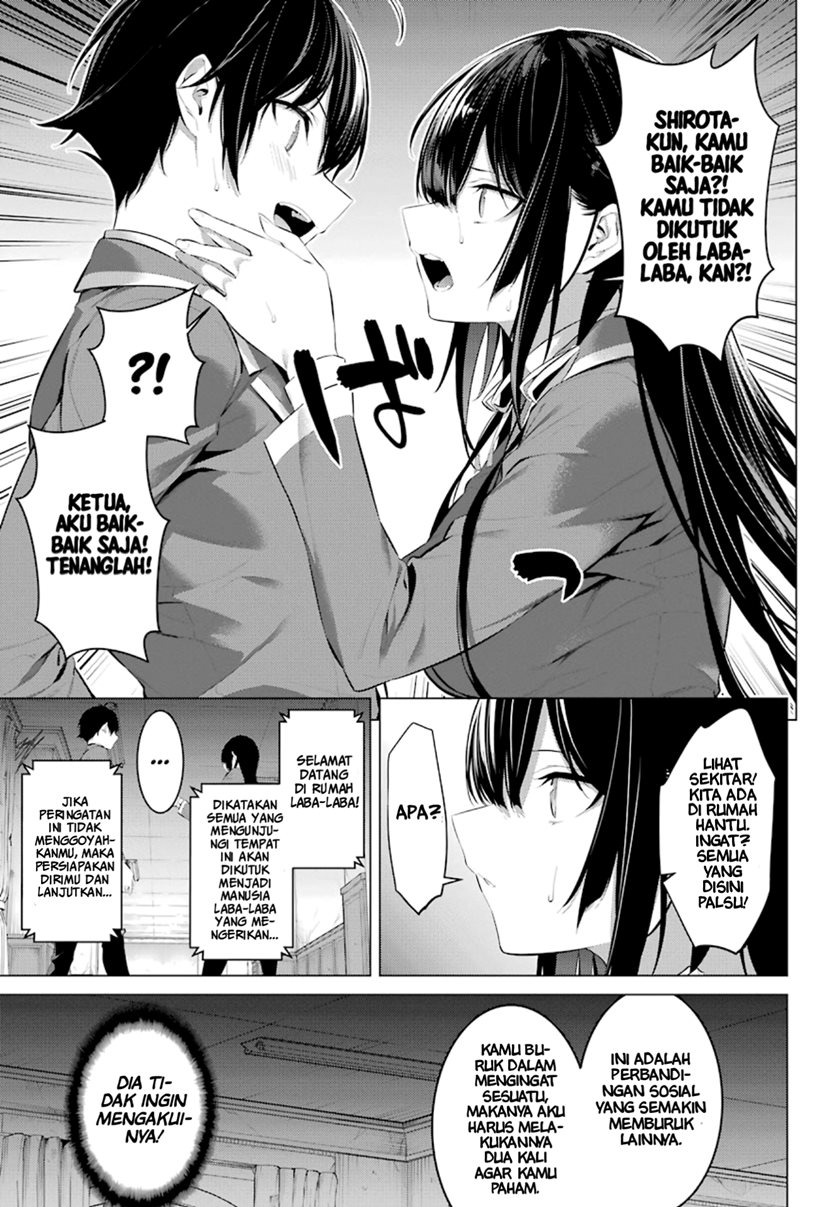 SHIROTA-
KUN, KAMU
BAIK-BAIK
SAJA?!
KAMU TIDAK
DIKUTUK
OLEH LABA-
LABA, KAN?!
?!
ば
っ
KETUA,
AKU BAIK-
BAIK SAJA!
TENANGLAH!
LIHAT
SEKITAR!
KITA ADA
DI RUMAH
HANTU.
INGAT?
SEMUA
YANG
DISINI
PALSU!
APA?
SELAMAT
DATANG
DI RUMAH
LABA-LABA!
DIKATAKAN
SEMUA YANG
MENGUNJU-
NGI TEMPAT
INI AKAN
DIKUTUK
MENJADI
MANUSIA
LABA-LABA
YANG ME-
NGERIKAN...
...
JIKA
PERINGATAN
INI TIDAK
MENGGOYAH-
KANMU, MAKA
PERSIAPAKAN
DIRIMU DAN
LANJUTKAN...
INI ADALAH
PERBANDI-
NGAN SOSIAL
YANG SEMAKIN
MEMBURUK
LAINNYA.
KAMU BU-
RUK DALAM
MENGINGAT
SESUATU,
MAKANYA AKU
HARUS MELA-
KUKANNYA
DUA KALI
AGAR KAMU
PAHAM.
DIA TI-
DAK INGIN
MENGAKUI-
NYA!